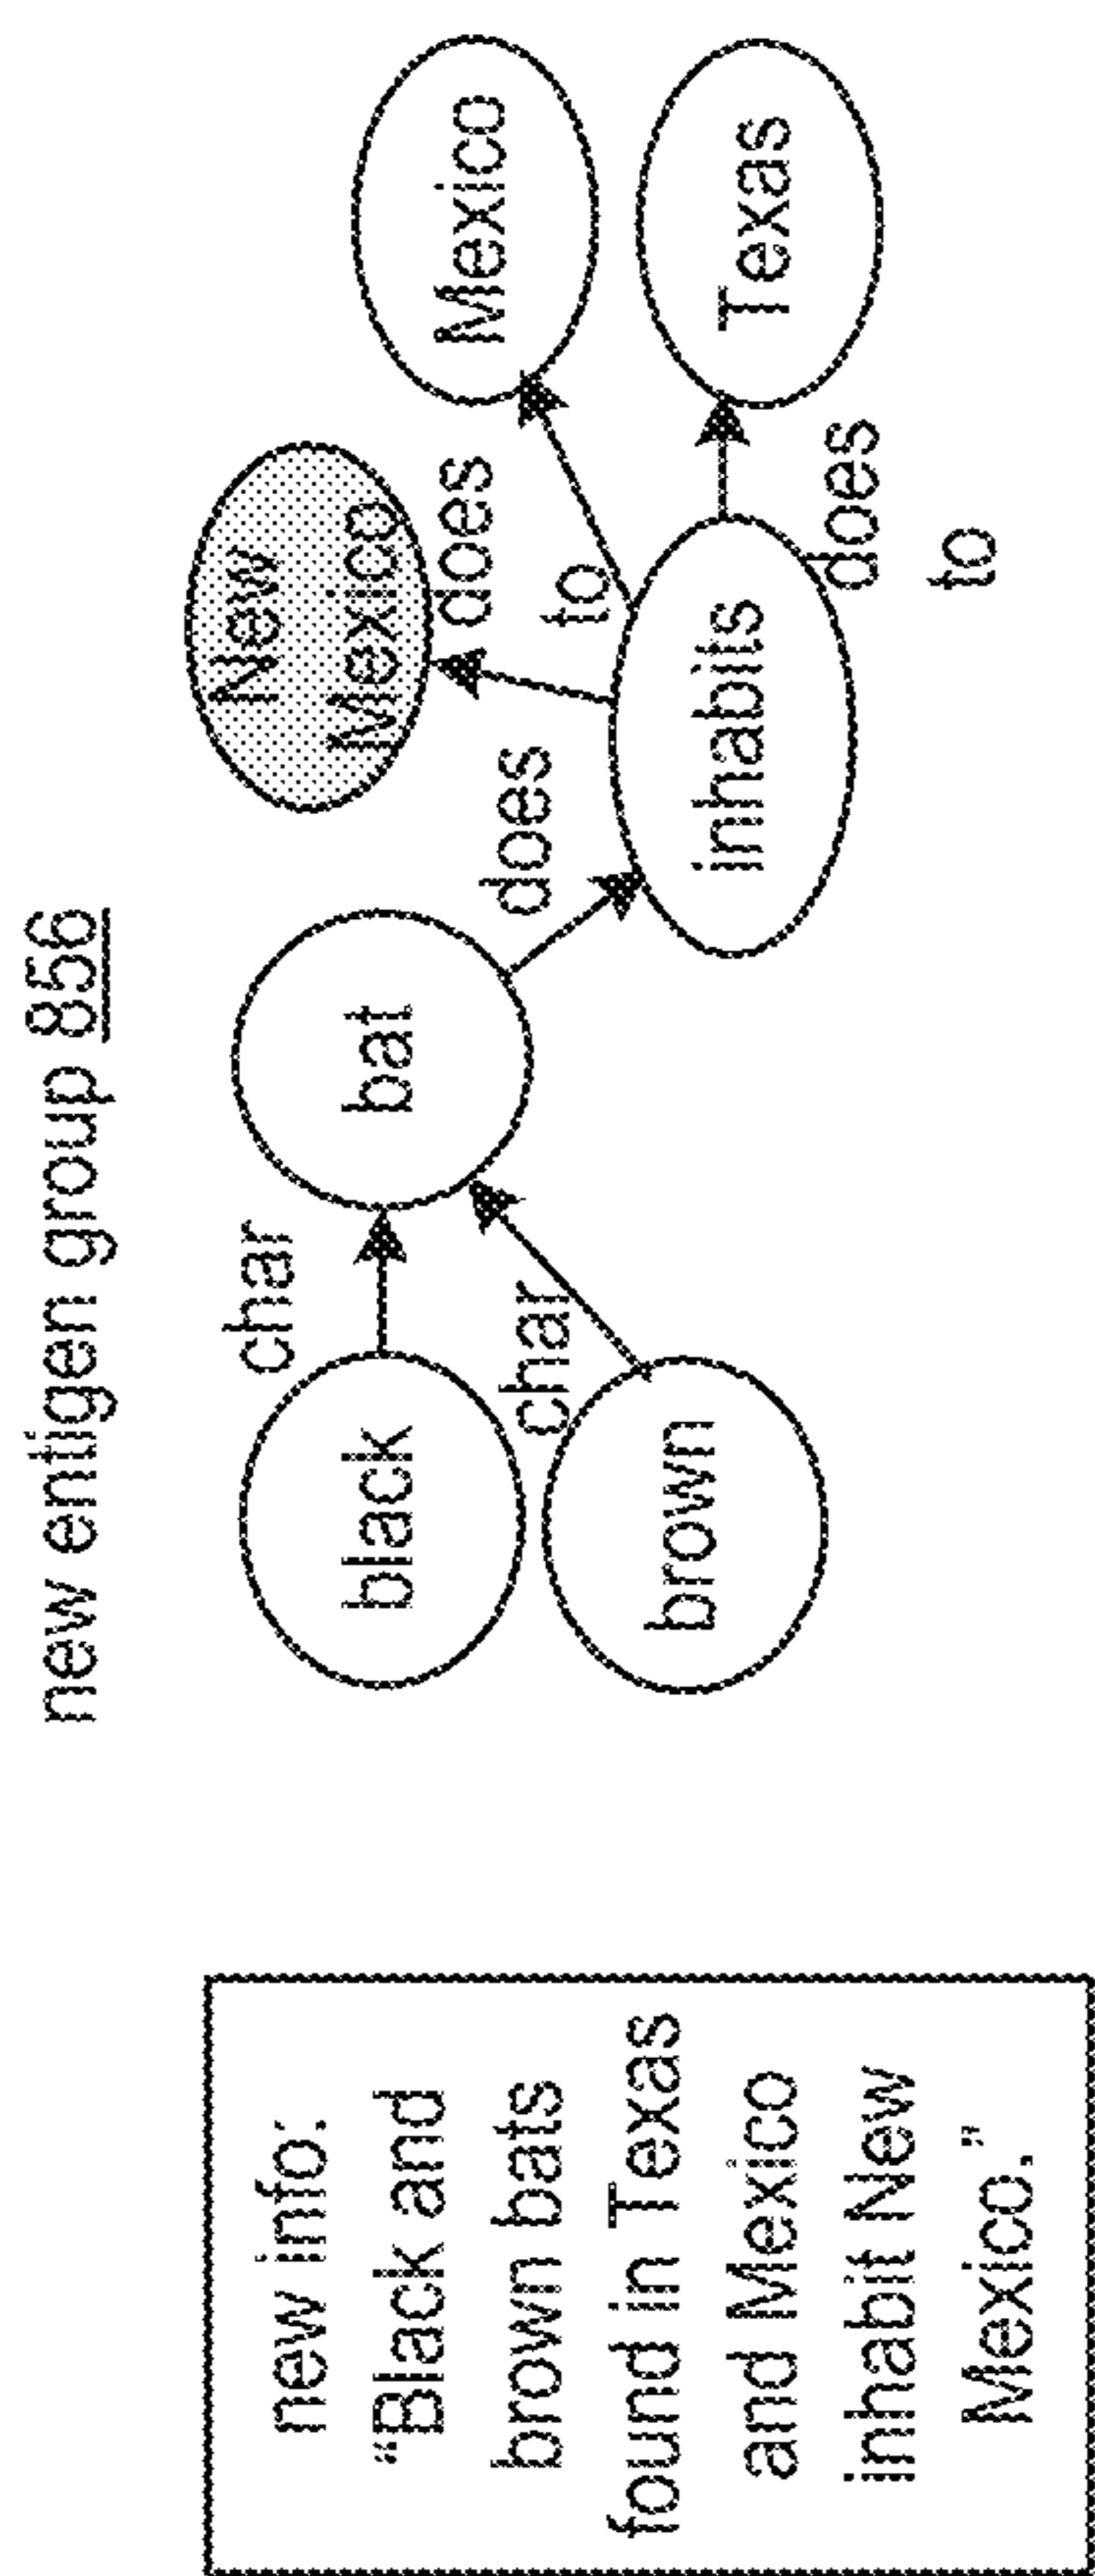 new entigen group 856
new info:
“Black and
brown bats
found in Texas
and Mexico
inhabit New
Mexico.”
black
char
brown
char
bat
does
inhabits
New
Mexico
does
to
Mexico
does
to
Texas